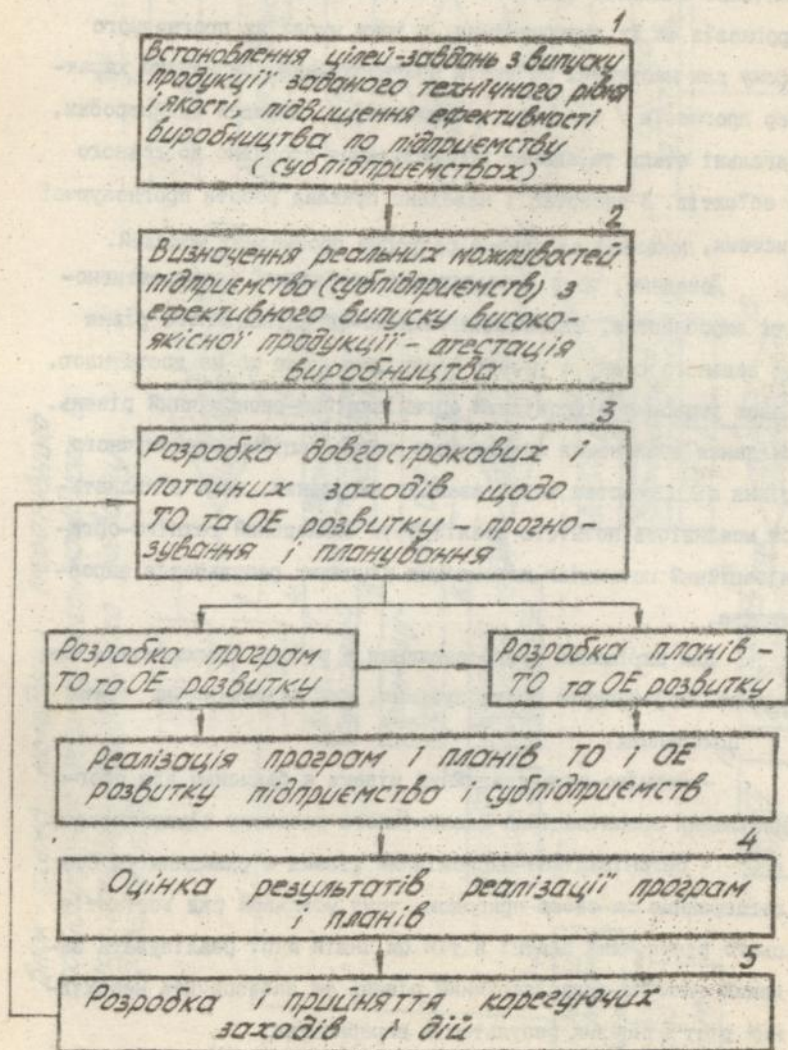 1
Встановлення цілей-завдань з випуску
продукції заданого технічного рівня
і якості, підвищення ефективності
виробництва по підприємству
(субпідприємствах)
2
Визначення реальних можливостей
підприємства (субпідприємств) з
ефективного випуску високо-
якісної продукції - атестація
виробництва
3
Розробка довгострокових і
поточних заходів щодо
ТО та ОЕ розвитку - прогно-
зування і планування
Розробка програм
ТО та ОЕ розвитку
Розробка планів -
ТО та ОЕ розвитку
Реалізація програм і планів ТО і ОЕ
розвитку підприємства і субпідприємств
4
Оцінка результатів реалізації програм
і планів
5
Розробка і прийняття корегуючих
заходів і дій